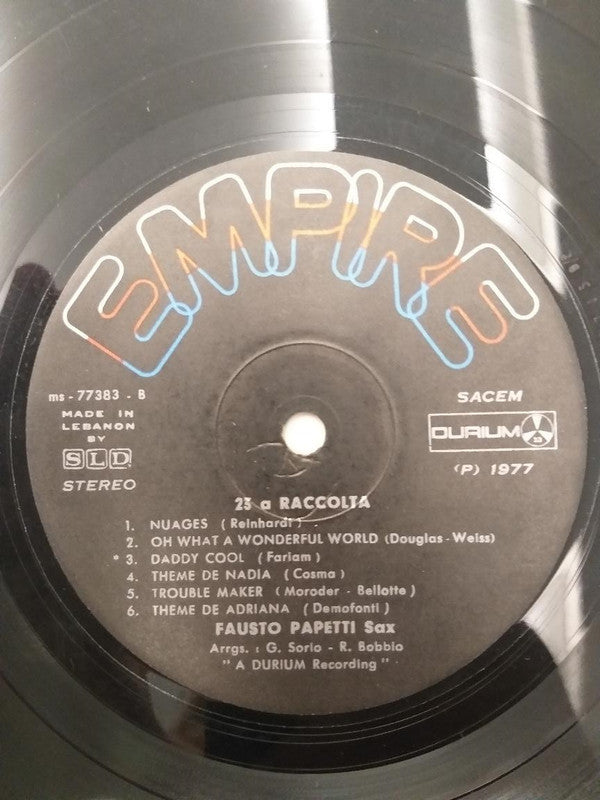 EMPIRE
ms - 77383 - B
MADE IN
LEBANON
BY
SLD
STEREO
SACEM
DURIUM 23
(P) 1977
23 a RACCOLTA
1. NUAGES ( Reinhardt )
2. OH WHAT A WONDERFUL WORLD (Douglas - Weiss)
* 3. DADDY COOL ( Fariam )
4. THEME DE NADIA ( Cosma )
5. TROUBLE MAKER ( Moroder - Bellotte )
6. THEME DE ADRIANA ( Demofonti )
FAUSTO PAPETTI Sax
Arrgs. : G. Sorio - R. Bobbio
" A DURIUM Recording "